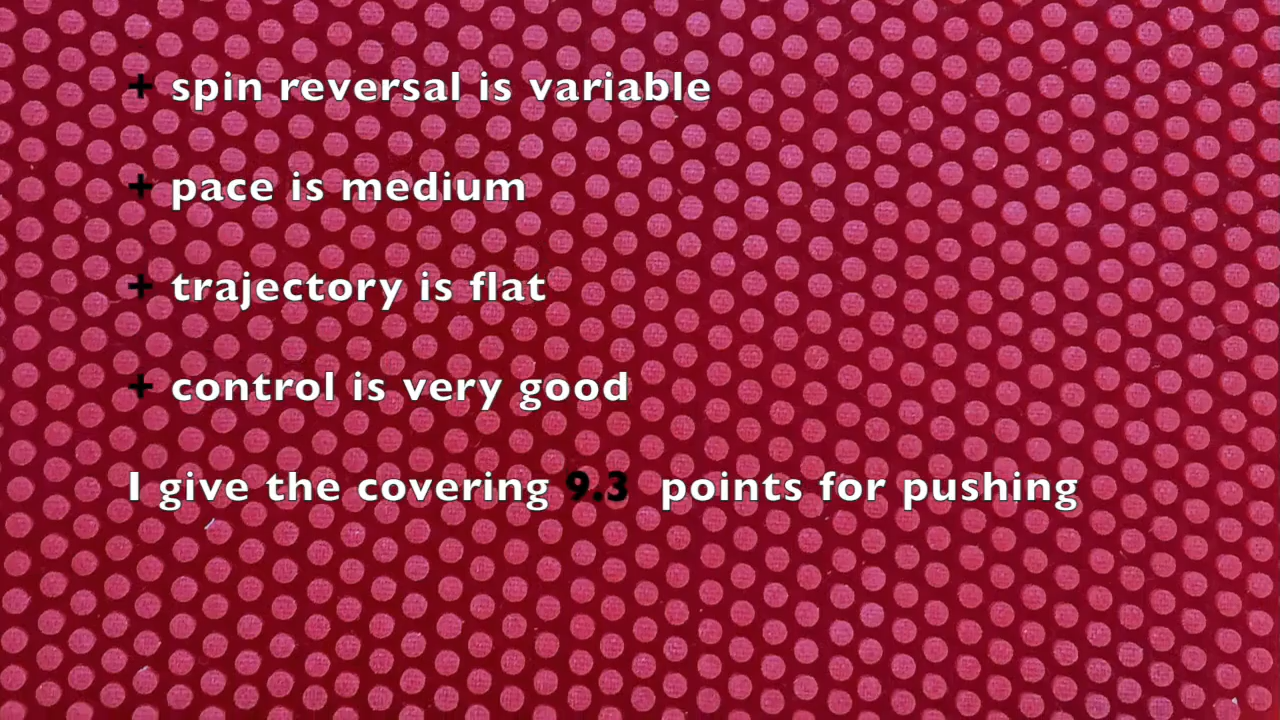 + spin reversal is variable
+ pace is medium
+ trajectory is flat
+ control is very good
I give the covering 9.3 points for pushing